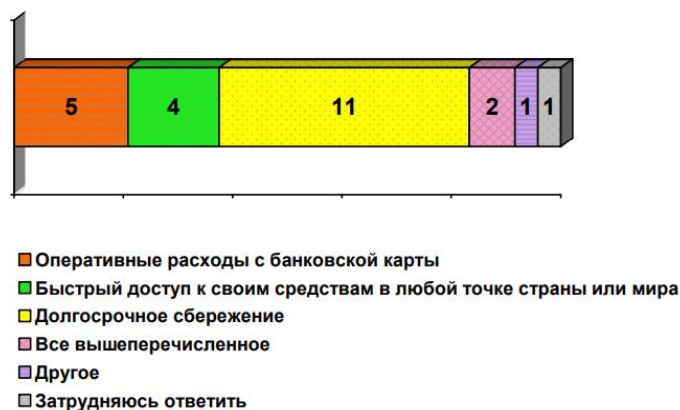 5 4 11 2 1 1
Оперативные расходы с банковской карты
Быстрый доступ к своим средствам в любой точке страны или мира
Долгосрочное сбережение
Все вышеперечисленное
Другое
Затрудняюсь ответить